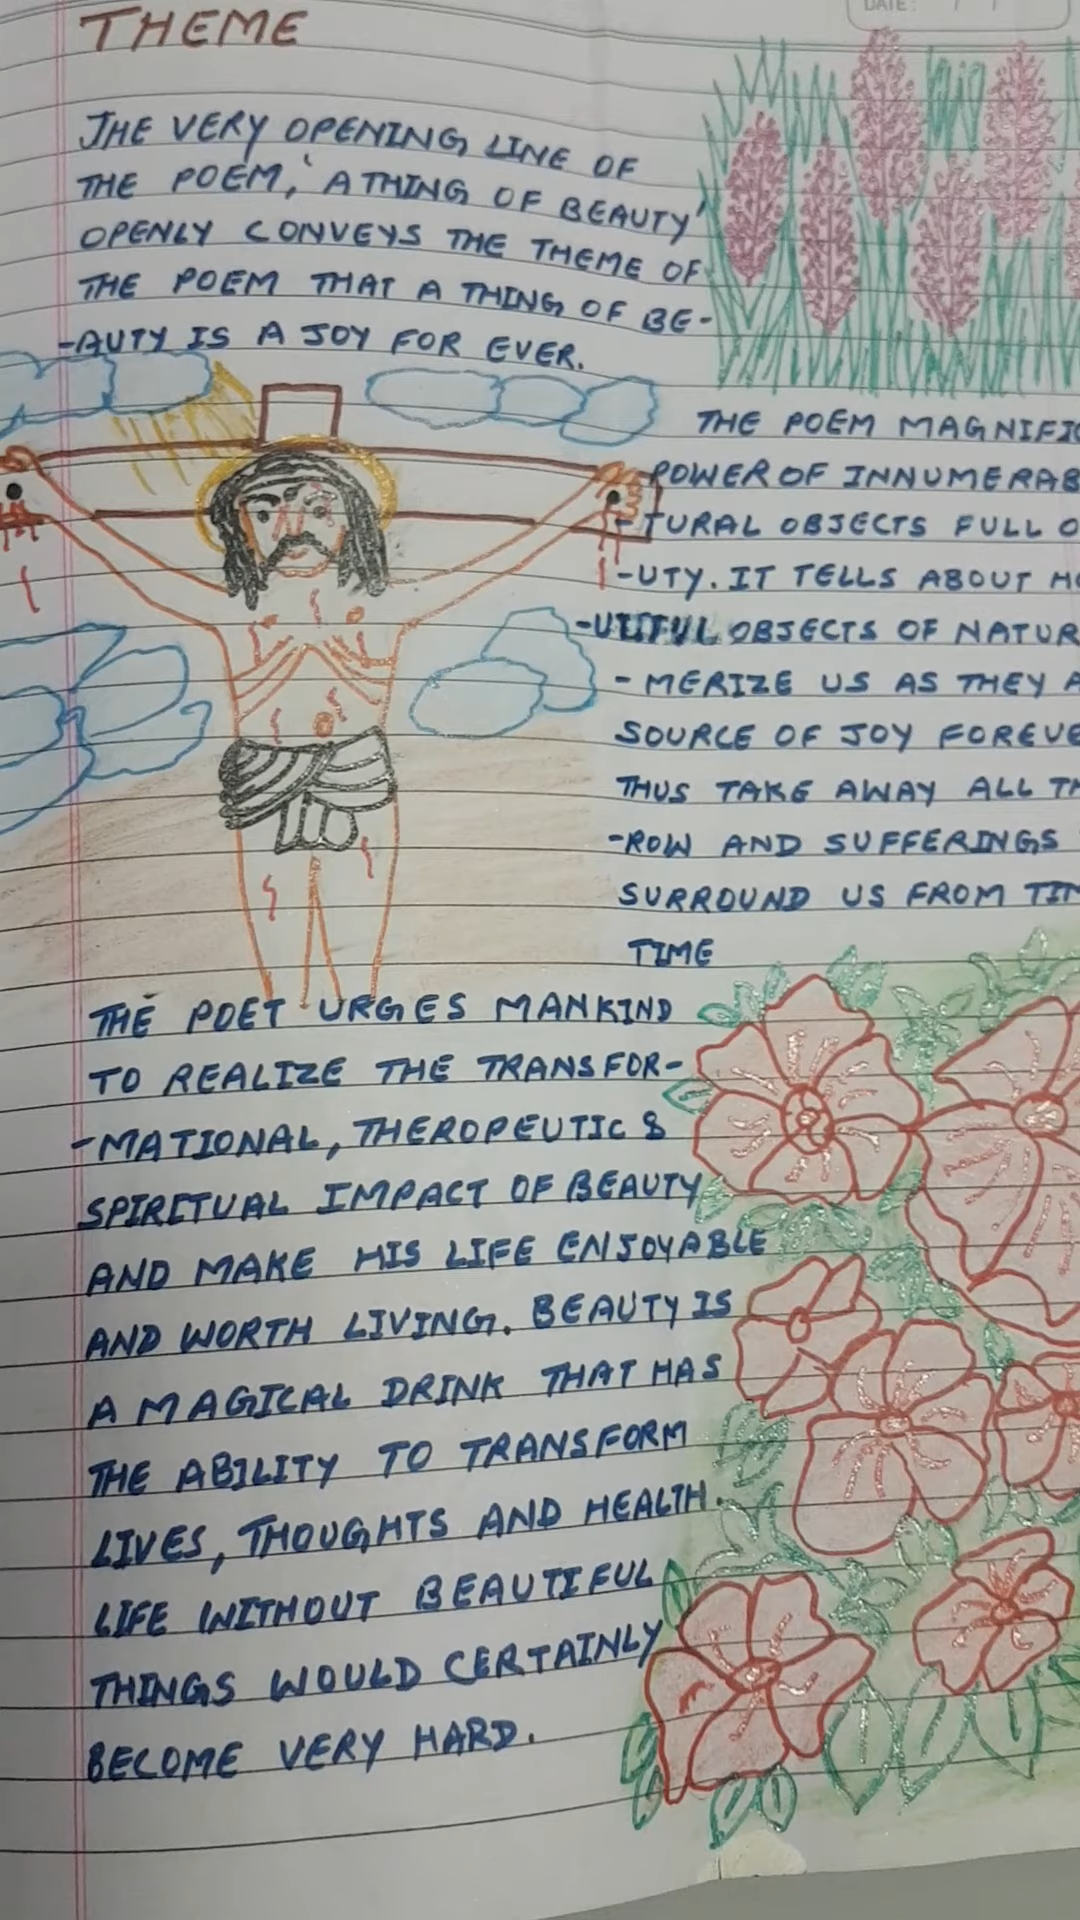 THEME
DATE: / /
THE VERY OPENING LINE OF
THE POEM, 'A THING OF BEAUTY'
OPENLY CONVEYS THE THEME OF
THE POEM THAT A THING OF BE-
-AUTY IS A JOY FOR EVER.
THE POEM MAGNIFI
POWER OF INNUMERAB
-TURAL OBJECTS FULL O
-UTY. IT TELLS ABOUT
OBJECTS OF NATUR
-MERIZE US AS THEY A
SOURCE OF JOY FOREVE
THUS TAKE AWAY ALL TH
-ROW AND SUFFERINGS
SURROUND US FROM TIM
TIME
THE POET URGES MANKIND
TO REALIZE THE TRANSFOR-
-MATIONAL, THEROPEUTIC &
SPIRITUAL IMPACT OF BEAUTY
AND MAKE HIS LIFE ENJOYABLE
AND WORTH LIVING. BEAUTY IS
A MAGICAL DRINK THAT HAS
THE ABILITY TO TRANSFORM
LIVES, THOUGHTS AND HEALTH.
LIFE WITHOUT BEAUTIFUL
THINGS WOULD CERTAINLY
BECOME VERY HARD.